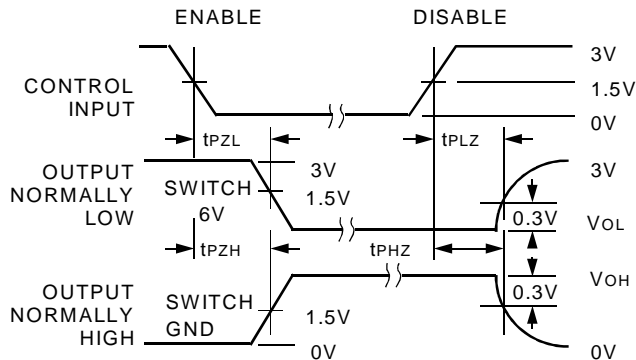 ENABLE DISABLE
CONTROL
INPUT
3V
1.5V
0V
tPZL
tPLZ
OUTPUT
NORMALLY
LOW
SWITCH
6V
3V
1.5V
3V
0.3V
VOL
tPZH
tPHZ
OUTPUT
NORMALLY
HIGH
SWITCH
GND
1.5V
0V
VOH
0.3V
0V